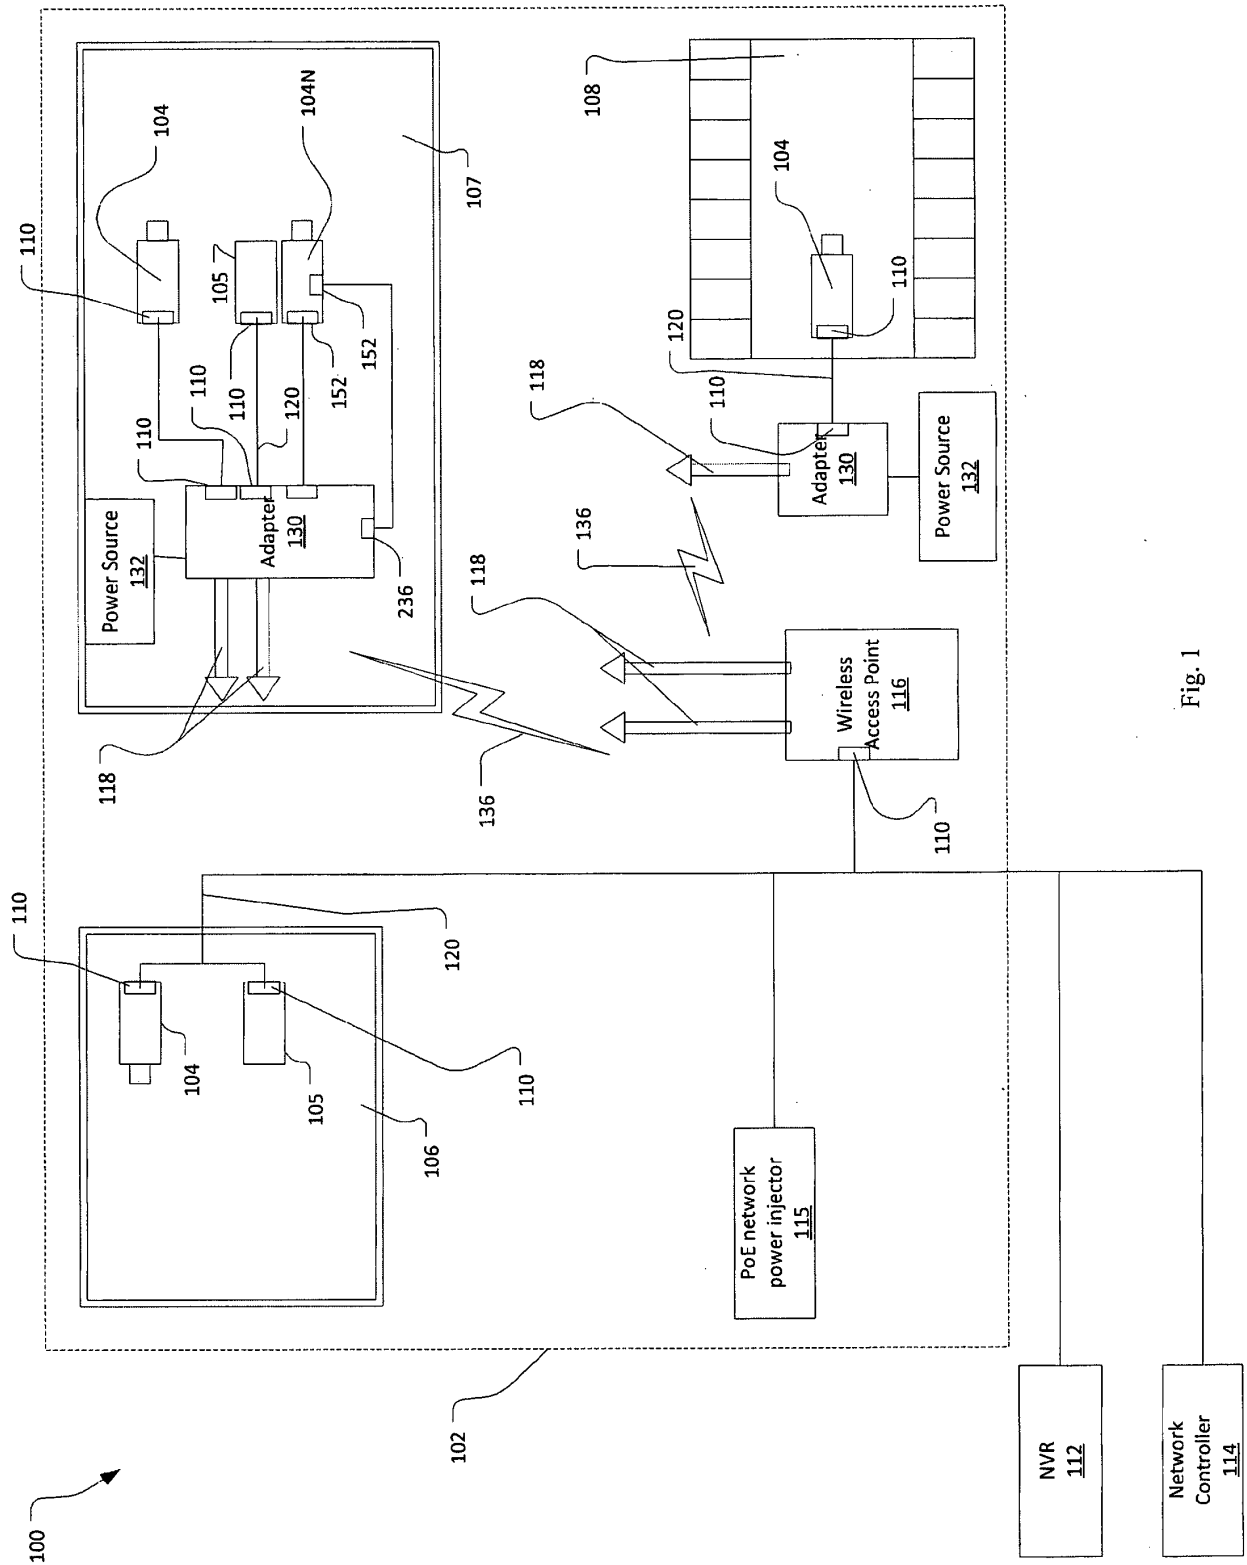 100
110
110
118
Power Source
132
110
104
104
110
105
110
Adapter
130
120
104N
105
152
152
236
106
120
102
107
136
110
118
136
108
120
110
118
PoE network
power injector
115
104
Adapter
130
Wireless
Access Point
116
110
110
Power Source
132
NVR
112
Network
Controller
114
Fig. 1